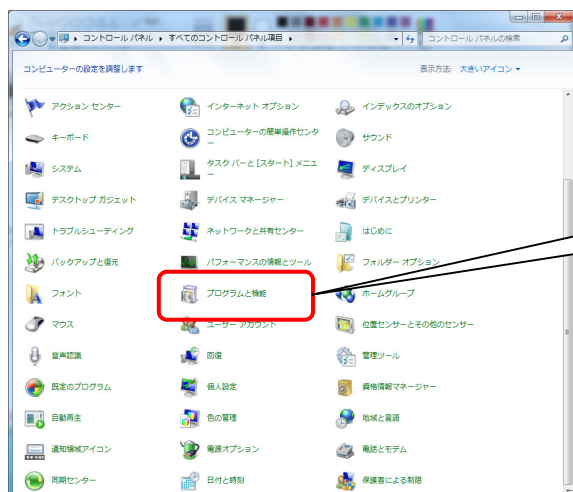 コントロール パネル ▸ すべてのコントロール パネル項目 ▸
コントロール パネルの検索
コンピューターの設定を調整します
表示方法: 大きいアイコン
アクション センター
インターネット オプション
インデックスのオプション
キーボード
コンピューターの簡単操作センタ
ー
サウンド
システム
タスク バーと [スタート] メニュ
ー
ディスプレイ
デスクトップ ガジェット
デバイス マネージャー
デバイスとプリンター
トラブルシューティング
ネットワークと共有センター
はじめに
バックアップと復元
パフォーマンスの情報とツール
フォルダー オプション
フォント
プログラムと機能
ホームグループ
マウス
ユーザー アカウント
位置センサーとその他のセンサー
音声認識
回復
管理ツール
既定のプログラム
個人設定
資格情報マネージャー
自動再生
色の管理
地域と言語
通知領域アイコン
電源オプション
電話とモデム
同期センター
日付と時刻
保護者による制限